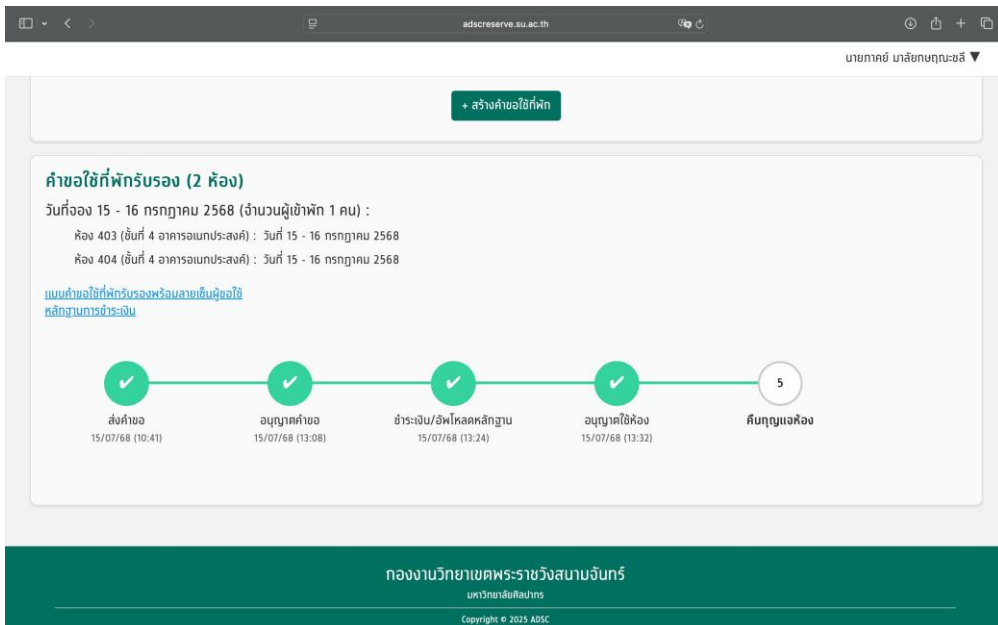 adscreserve.su.ac.th
นายภาคย์ มาลัยกษฤณะชลี ▼
+ สร้างคำขอใช้ที่พัก
คำขอใช้ที่พักรับรอง (2 ห้อง)
วันที่จอง 15 - 16 กรกฎาคม 2568 (จำนวนผู้เข้าพัก 1 คน) :
ห้อง 403 (ชั้นที่ 4 อาคารอเนกประสงค์) : วันที่ 15 - 16 กรกฎาคม 2568
ห้อง 404 (ชั้นที่ 4 อาคารอเนกประสงค์) : วันที่ 15 - 16 กรกฎาคม 2568
แบบคำขอใช้ที่พักรับรองพร้อมลายเซ็นผู้ขอใช้
หลักฐานการชำระเงิน
5
ส่งคำขอ อนุญาตคำขอ ชำระเงิน/อัพโหลดหลักฐาน อนุญาตใช้ห้อง คืนกุญแจห้อง
15/07/68 (10:41) 15/07/68 (13:08) 15/07/68 (13:24) 15/07/68 (13:32)
กองงานวิทยาเขตพระราชวังสนามจันทร์
มหาวิทยาลัยศิลปากร
Copyright © 2025 ADSC